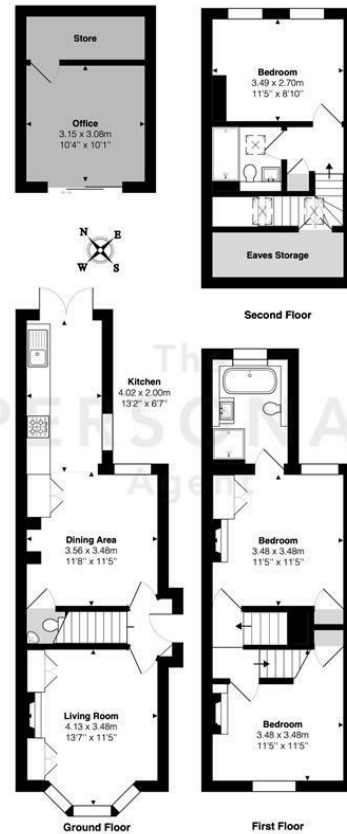 Store
Office
3.15 x 3.08m
10'4" x 10'1"
N
E
W
S
Bedroom
3.49 x 2.70m
11'5" x 8'10"
Eaves Storage
Second Floor
Kitchen
4.02 x 2.00m
13'2" x 6'7"
The
PERSONA
Agent
Dining Area
3.56 x 3.48m
11'8" x 11'5"
Living Room
4.13 x 3.48m
13'7" x 11'5"
Ground Floor
Bedroom
3.48 x 3.48m
11'5" x 11'5"
Bedroom
3.48 x 3.48m
11'5" x 11'5"
First Floor